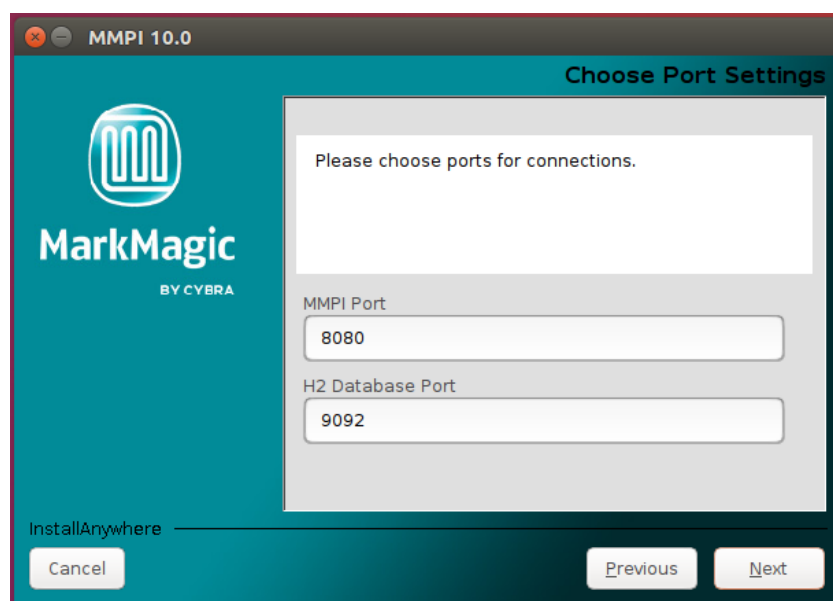 MMPI 10.0
Choose Port Settings
MarkMagic
BY CYBRA
Please choose ports for connections.
MMPI Port
8080
H2 Database Port
9092
InstallAnywhere
Cancel
Previous
Next